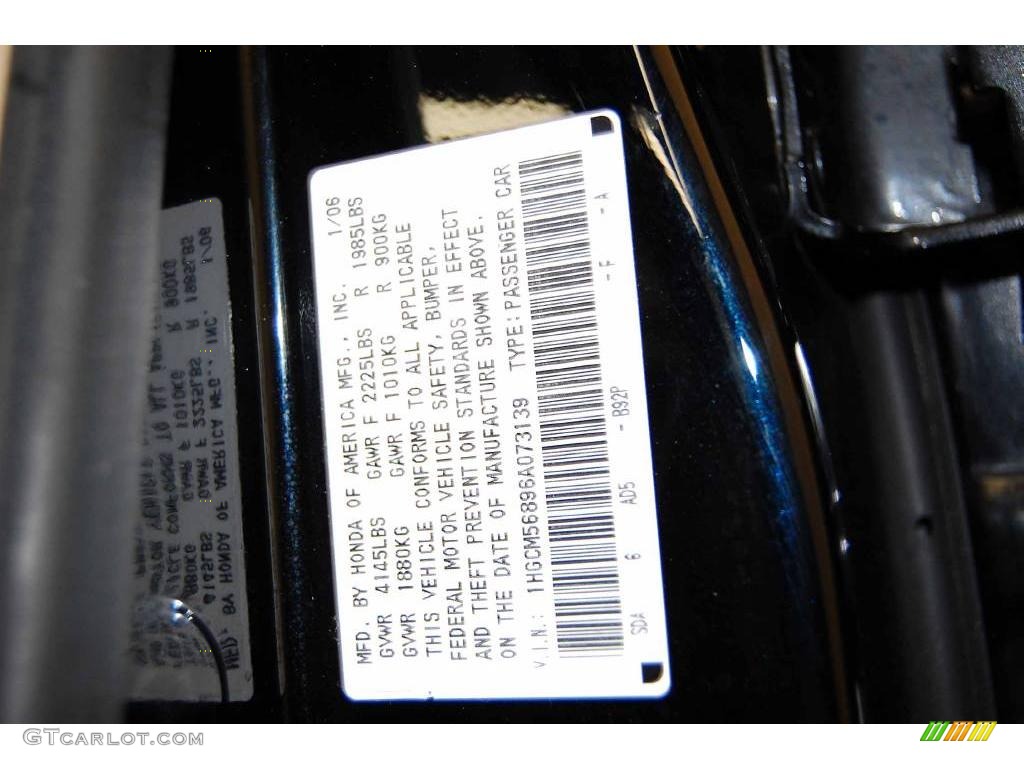 MFD. BY HONDA OF AMERICA MFG., INC. 1/06
GVWR 4145LBS GAWR F 2225LBS R 1985LBS
GVWR 1880KG GAWR F 1010KG R 900KG
THIS VEHICLE CONFORMS TO ALL APPLICABLE
FEDERAL MOTOR VEHICLE SAFETY, BUMPER,
AND THEFT PREVENTION STANDARDS IN EFFECT
ON THE DATE OF MANUFACTURE SHOWN ABOVE.
V.I.N.: 1HGCM56896A073139 TYPE: PASSENGER CAR
SDA 6 AD5 - B92P - F - A
GTCARLOT.COM